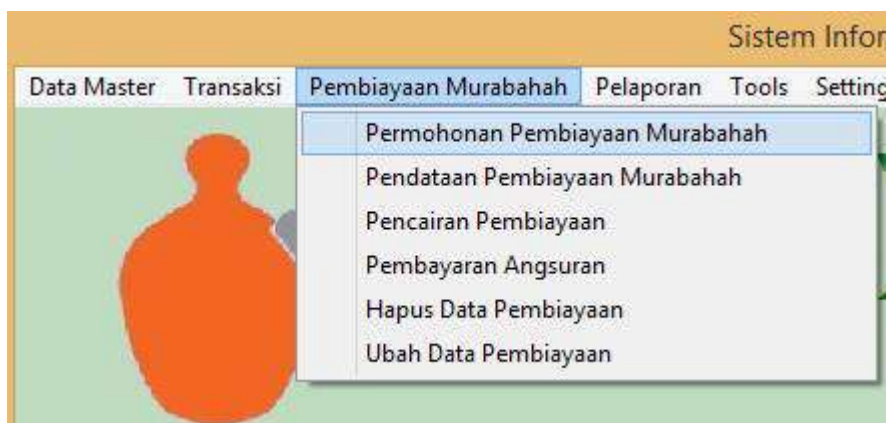 Sistem Infor
Data Master Transaksi Pembiayaan Murabahah Pelaporan Tools Setting
Permohonan Pembiayaan Murabahah
Pendataan Pembiayaan Murabahah
Pencairan Pembiayaan
Pembayaran Angsuran
Hapus Data Pembiayaan
Ubah Data Pembiayaan